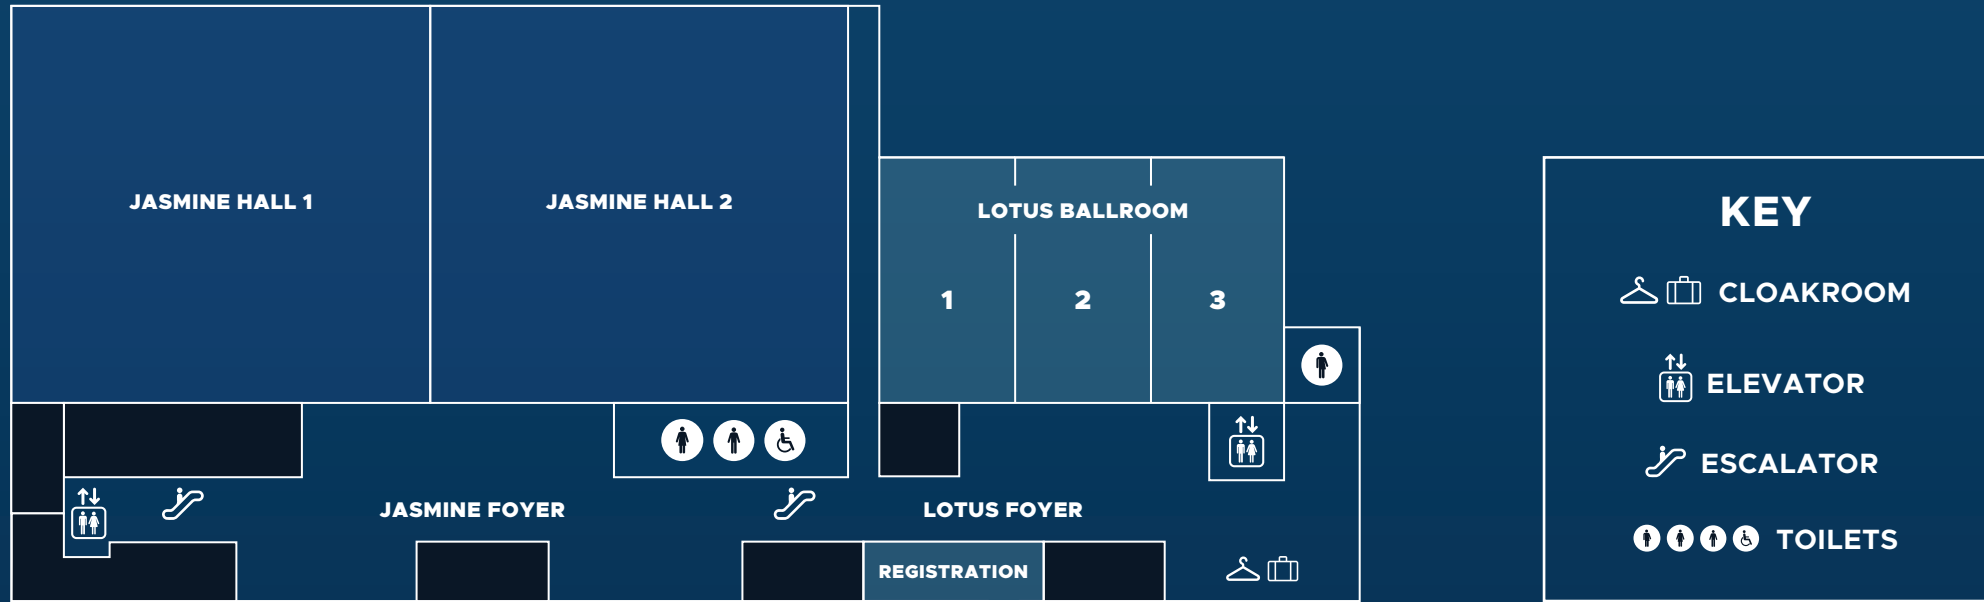 JASMINE HALL 1
JASMINE HALL 2
LOTUS BALLROOM
1
2
3
JASMINE FOYER
LOTUS FOYER
REGISTRATION
KEY
CLOAKROOM
ELEVATOR
ESCALATOR
TOILETS